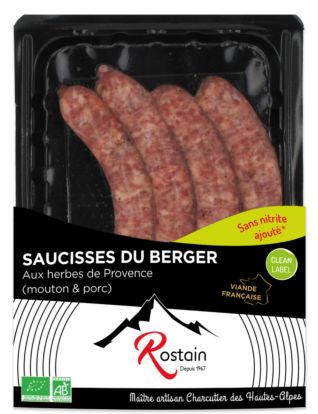 Sans nitrite
ajouté*
SAUCISSES DU BERGER
Aux herbes de Provence
(mouton & porc)
CLEAN
LABEL
VIANDE
FRANÇAISE
Rostain
Depuis 1967
AB
Maître artisan Charcutier des Hautes-Alpes